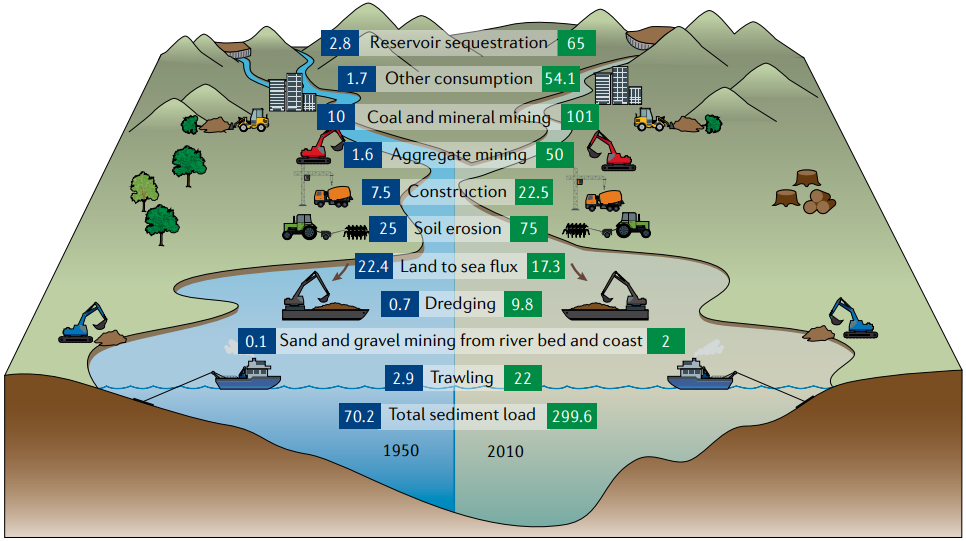 2.8 Reservoir sequestration 65
1.7 Other consumption 54.1
10 Coal and mineral mining 101
1.6 Aggregate mining 50
7.5 Construction 22.5
25 Soil erosion 75
22.4 Land to sea flux 17.3
0.7 Dredging 9.8
0.1 Sand and gravel mining from river bed and coast 2
2.9 Trawling 22
70.2 Total sediment load 299.6
1950 2010